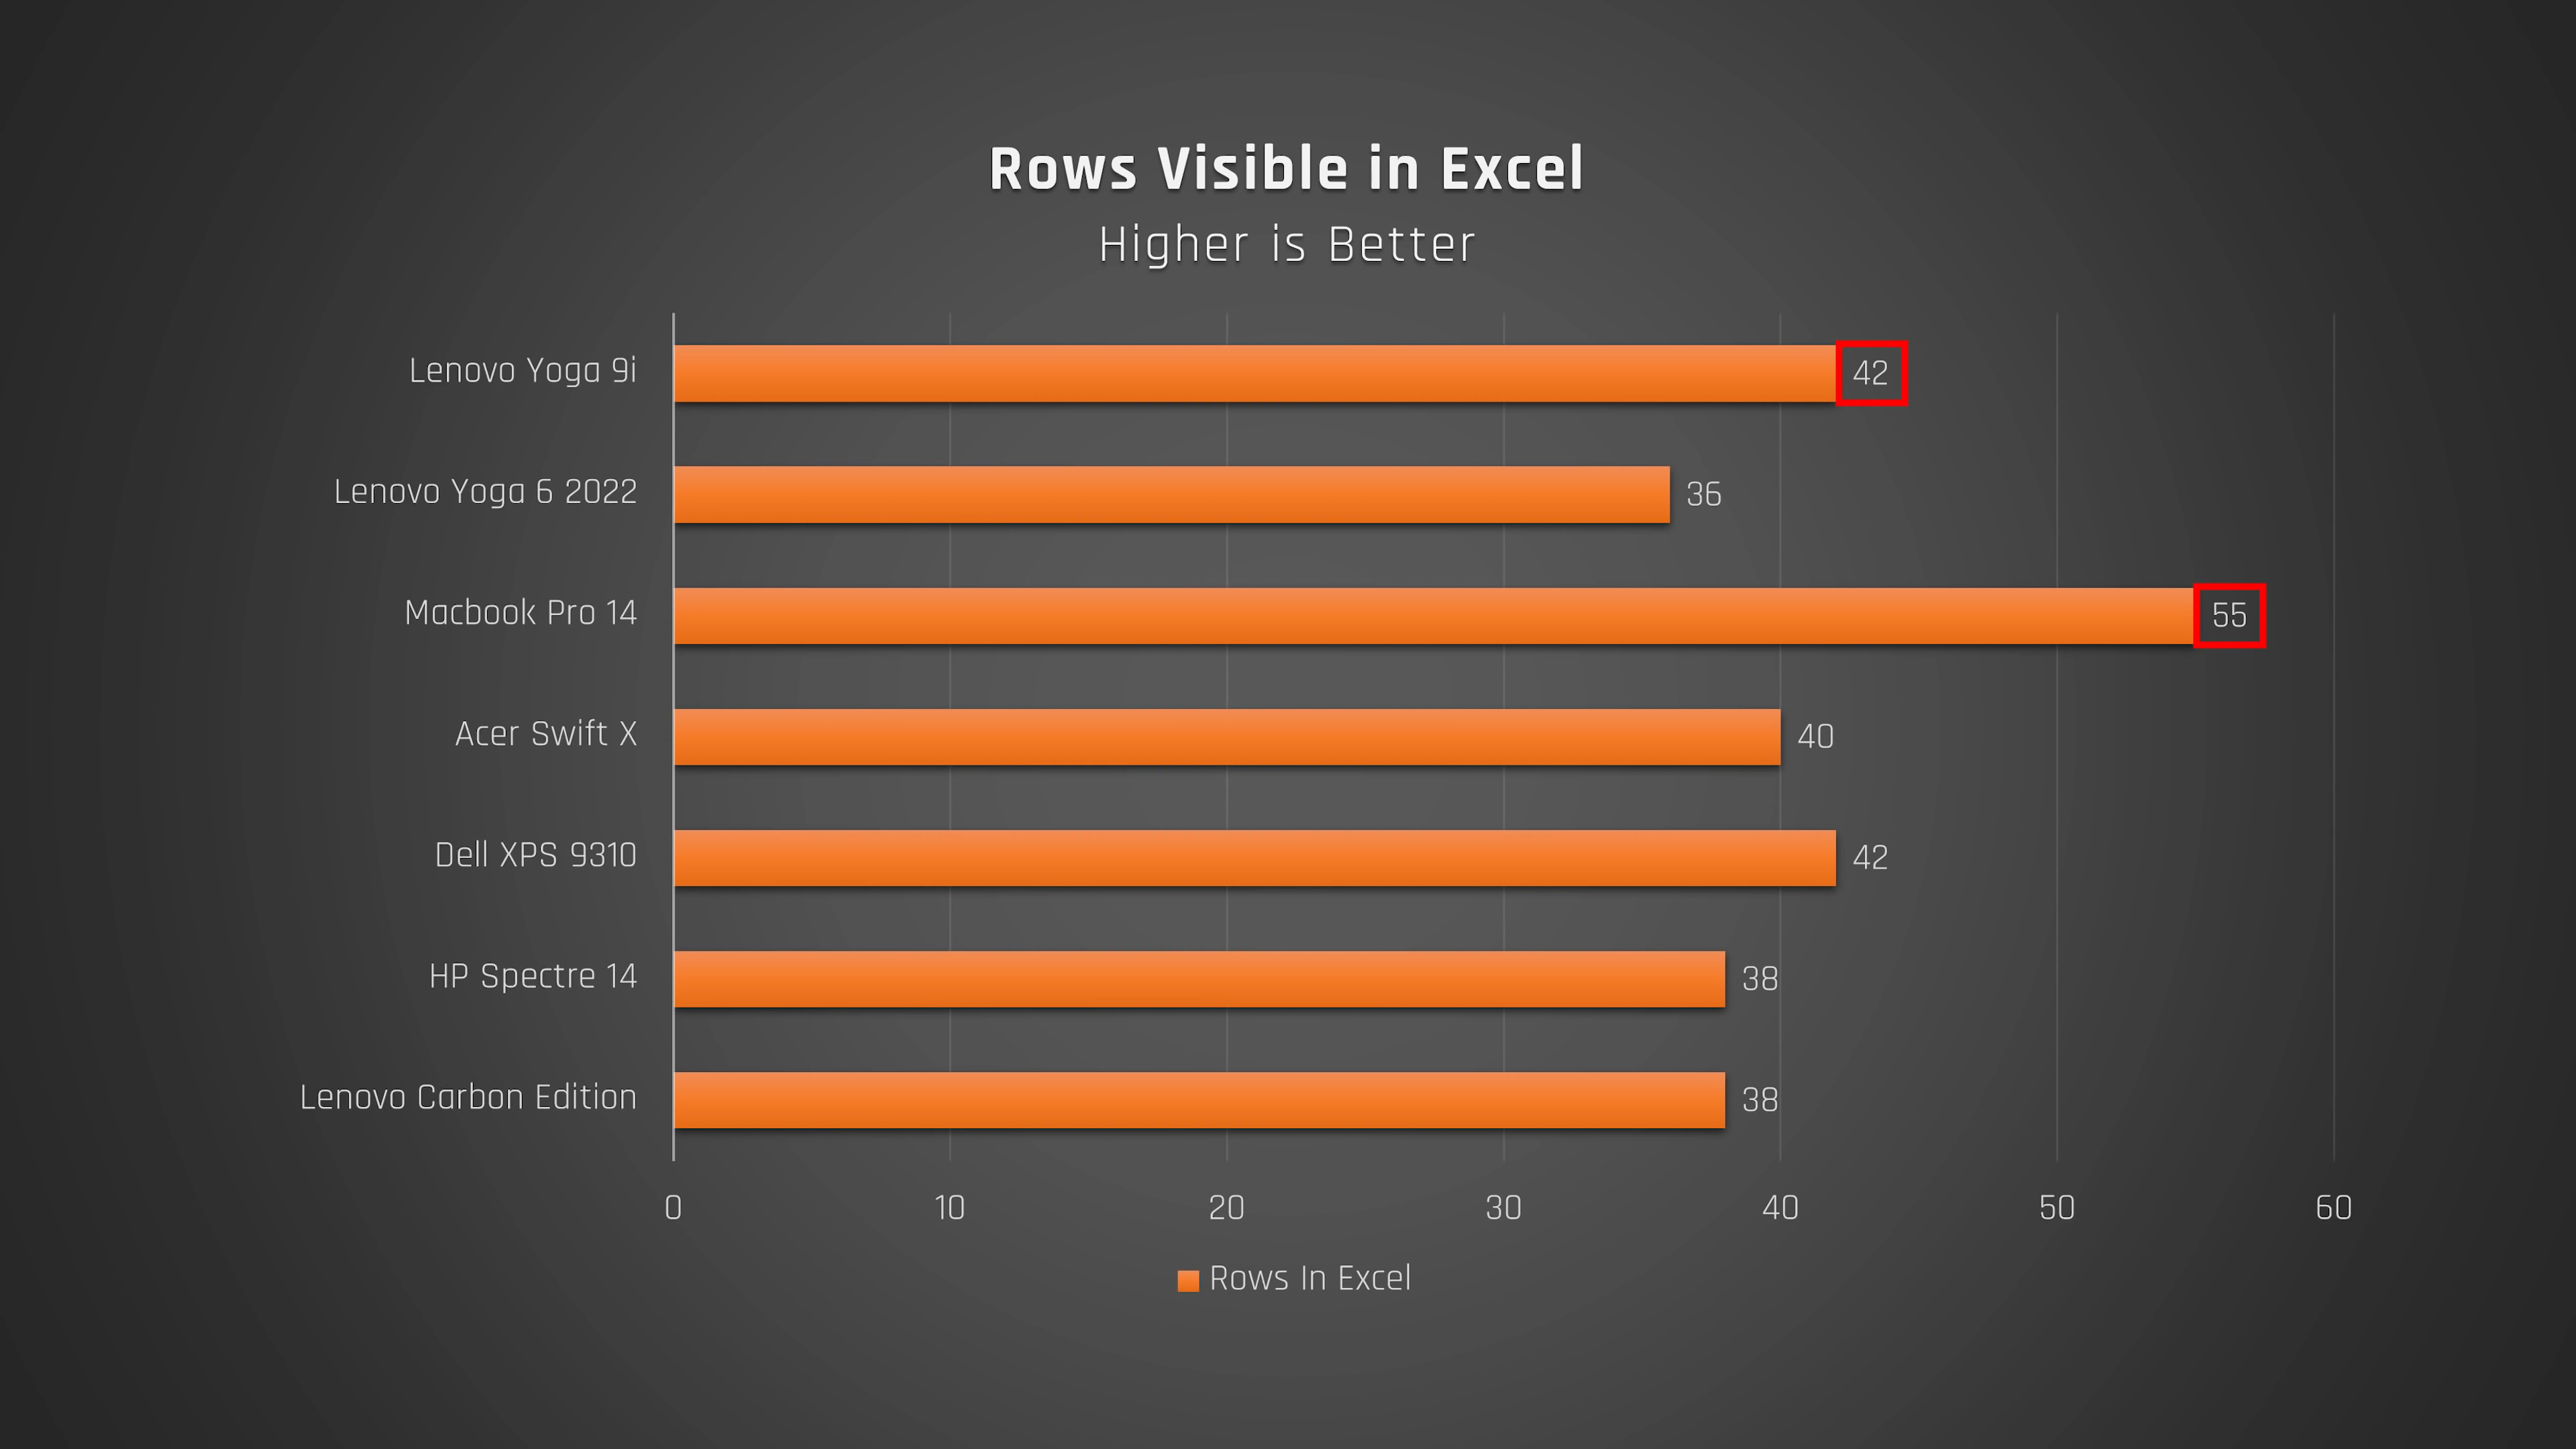 Rows Visible in Excel
Higher is Better
Lenovo Yoga 9i 42
Lenovo Yoga 6 2022 36
Macbook Pro 14 55
Acer Swift X 40
Dell XPS 9310 42
HP Spectre 14 38
Lenovo Carbon Edition 38
0 10 20 30 40 50 60
Rows In Excel